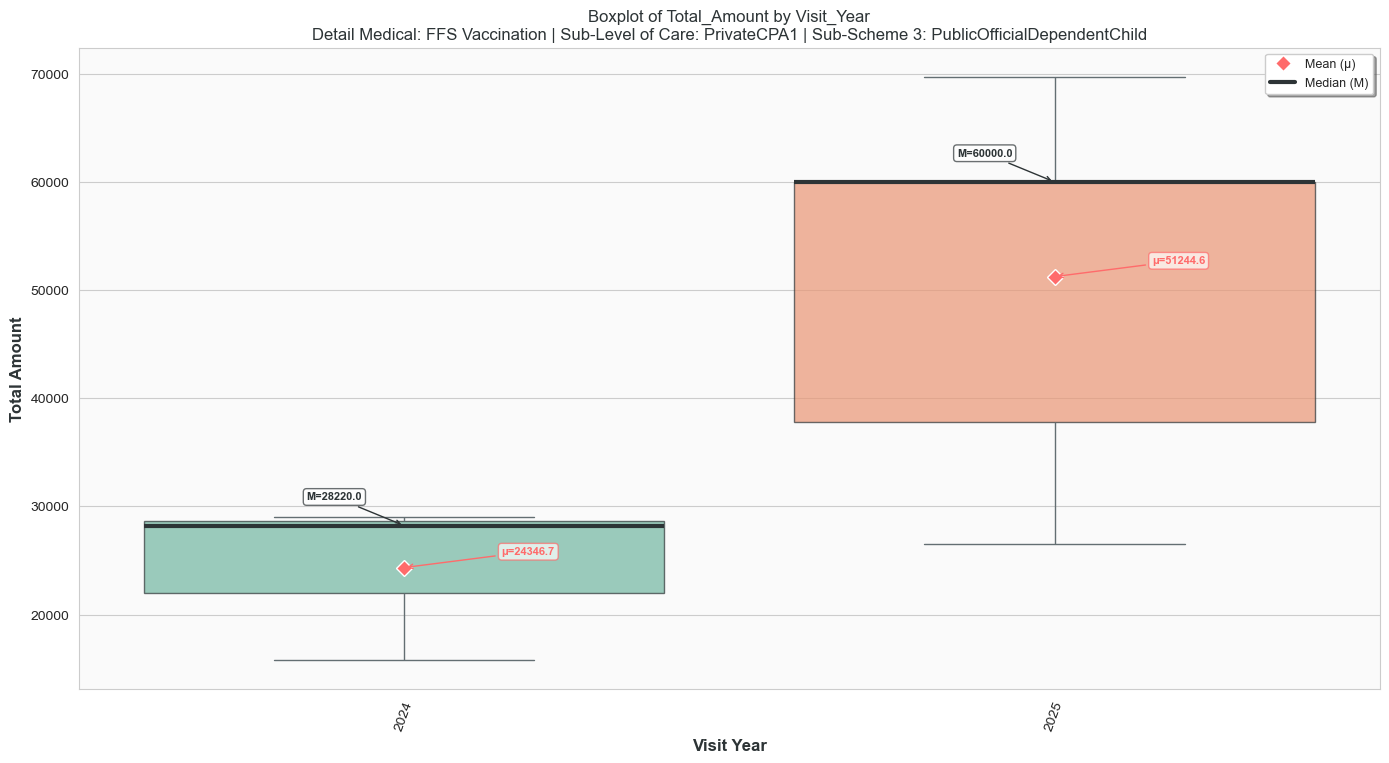 Boxplot of Total_Amount by Visit_Year
Detail Medical: FFS Vaccination | Sub-Level of Care: PrivateCPA1 | Sub-Scheme 3: PublicOfficialDependentChild
Mean (μ)
Median (M)
70000
60000
50000
40000
30000
20000
Total Amount
M=60000.0
μ=51244.6
M=28220.0
μ=24346.7
2024
2025
Visit Year